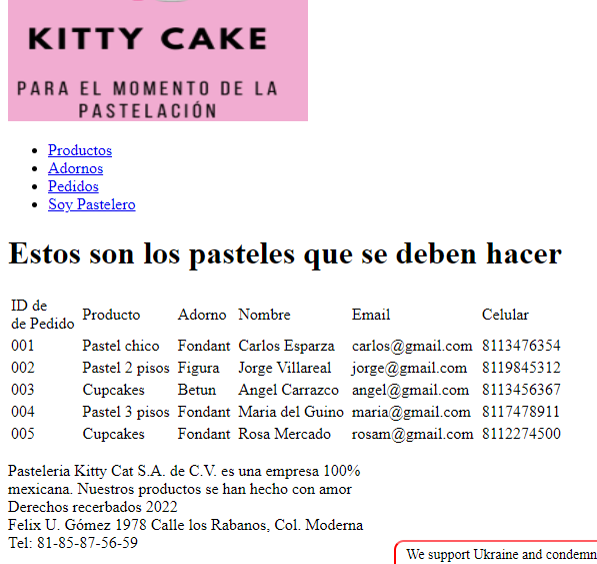 KITTY CAKE
PARA EL MOMENTO DE LA
PASTELACIÓN
Productos
Adornos
Pedidos
Soy Pastelero
Estos son los pasteles que se deben hacer
ID de
de Pedido Producto Adorno Nombre Email Celular
001 Pastel chico Fondant Carlos Esparza carlos@gmail.com 8113476354
002 Pastel 2 pisos Figura Jorge Villareal jorge@gmail.com 8119845312
003 Cupcakes Betun Angel Carrazco angel@gmail.com 8113456367
004 Pastel 3 pisos Fondant Maria del Guino maria@gmail.com 8117478911
005 Cupcakes Fondant Rosa Mercado rosam@gmail.com 8112274500
Pasteleria Kitty Cat S.A. de C.V. es una empresa 100%
mexicana. Nuestros productos se han hecho con amor
Derechos recerbados 2022
Felix U. Gómez 1978 Calle los Rabanos, Col. Moderna
Tel: 81-85-87-56-59
We support Ukraine and condemn